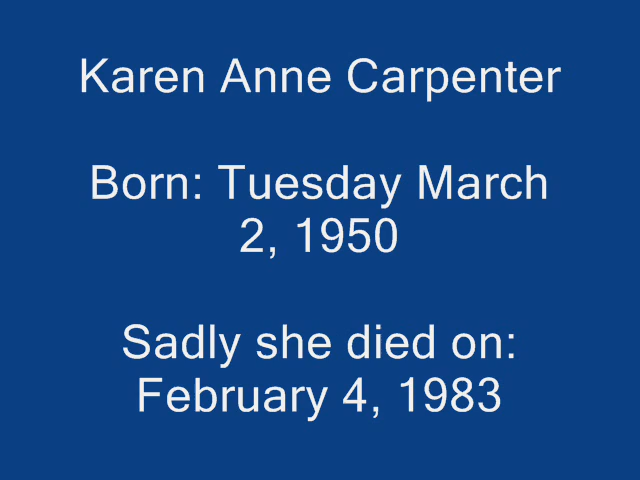 Karen Anne Carpenter
Born: Tuesday March
2, 1950
Sadly she died on:
February 4, 1983